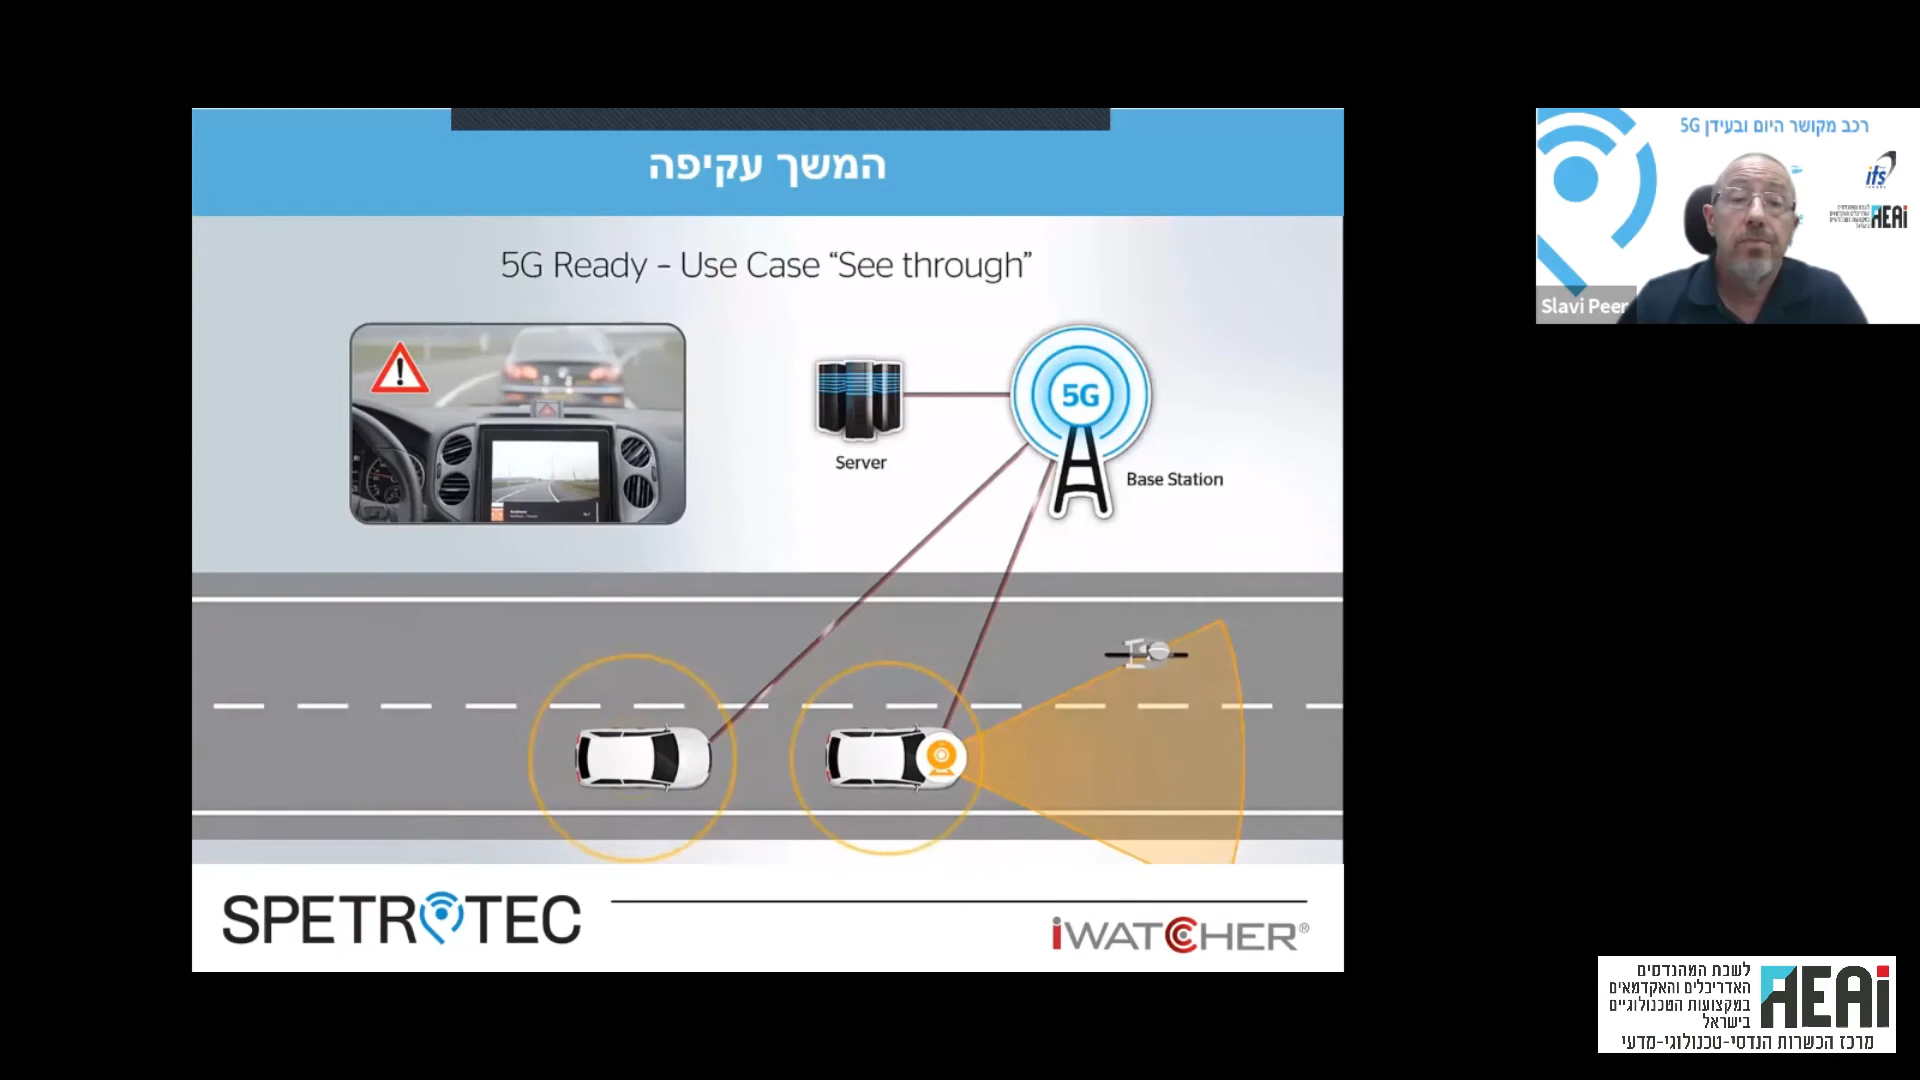 המשך עקיפה
5G Ready – Use Case “See through”
5G
Server
Base Station
SPETROTEC
iWATCHER®
רכב מקושר היום ובעידן 5G
its
AEAi
Slavi Peer
לשכת המהנדסים
האדריכלים והאקדמאים
במקצועות הטכנולוגיים
בישראל
AEAi
מרכז הכשרות הנדסי-טכנולוגי-מדעי